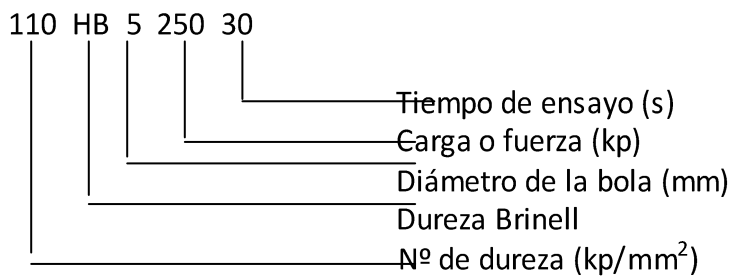 110 HB 5 250 30
Tiempo de ensayo (s)
Carga o fuerza (kp)
Diámetro de la bola (mm)
Dureza Brinell
Nº de dureza (kp/mm²)